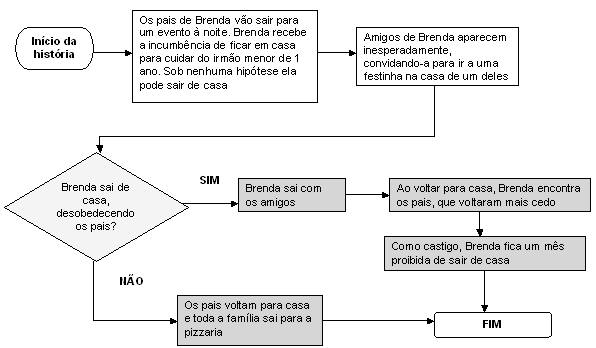 Início da
história
Os pais de Brenda vão sair para
um evento à noite. Brenda recebe
a incumbência de ficar em casa
para cuidar do irmão menor de 1
ano. Sob nenhuma hipótese ela
pode sair de casa
Amigos de Brenda aparecem
inesperadamente,
convidando-a para ir a uma
festinha na casa de um deles
Brenda sai de
casa,
desobedecendo
os pais?
SIM
Brenda sai com
os amigos
Ao voltar para casa, Brenda encontra
os pais, que voltaram mais cedo
Como castigo, Brenda fica um mês
proibida de sair de casa
NÃO
Os pais voltam para casa
e toda a família sai para a
pizzaria
FIM